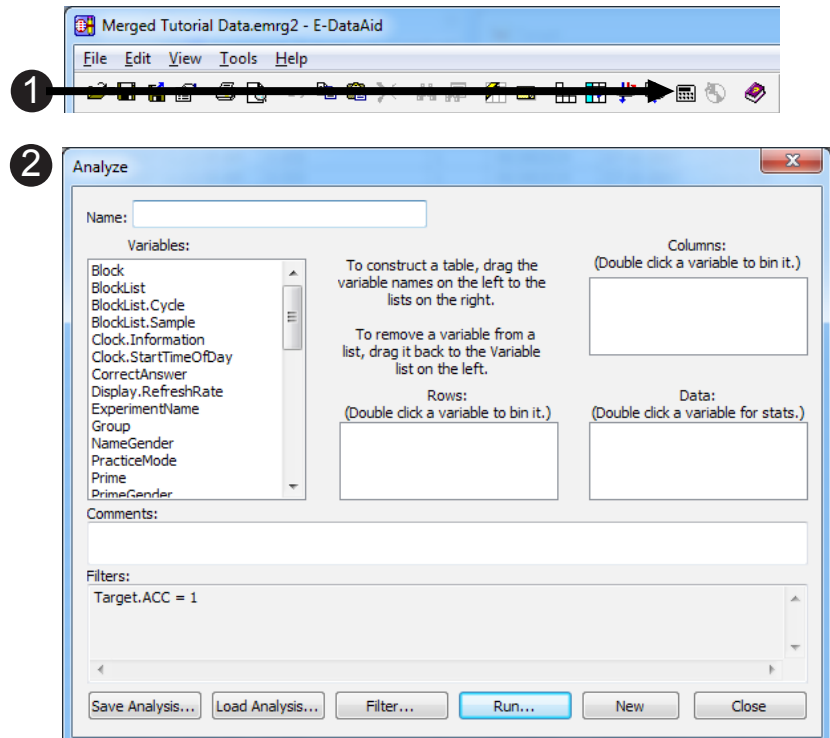 Merged Tutorial Data.emrg2 - E-DataAid
File Edit View Tools Help
1
2
Analyze
Name:
Variables:
Block
BlockList
BlockList.Cycle
BlockList.Sample
Clock.Information
Clock.StartTimeOfDay
CorrectAnswer
Display.RefreshRate
ExperimentName
Group
NameGender
PracticeMode
Prime
PrimeGender
To construct a table, drag the
variable names on the left to the
lists on the right.
To remove a variable from a
list, drag it back to the Variable
list on the left.
Columns:
(Double click a variable to bin it.)
Rows:
(Double click a variable to bin it.)
Data:
(Double click a variable for stats.)
Comments:
Filters:
Target.ACC = 1
Save Analysis... Load Analysis... Filter... Run... New Close